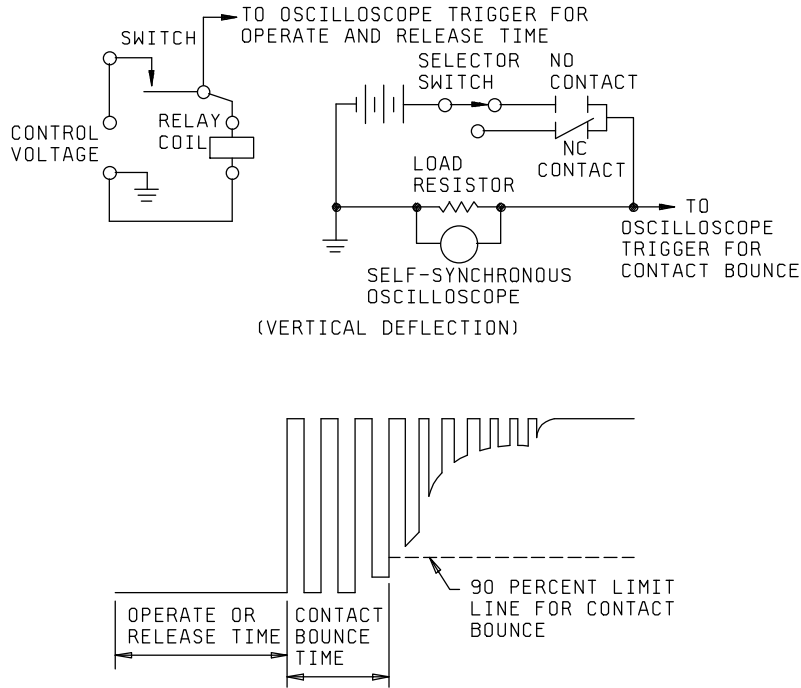 TO OSCILLOSCOPE TRIGGER FOR
OPERATE AND RELEASE TIME
SWITCH
SELECTOR
SWITCH
NO
CONTACT
CONTROL
VOLTAGE
RELAY
COIL
NC
CONTACT
LOAD
RESISTOR
TO
OSCILLOSCOPE
TRIGGER FOR
CONTACT BOUNCE
SELF-SYNCHRONOUS
OSCILLOSCOPE
(VERTICAL DEFLECTION)
90 PERCENT LIMIT
LINE FOR CONTACT
BOUNCE
OPERATE OR
RELEASE TIME
CONTACT
BOUNCE
TIME